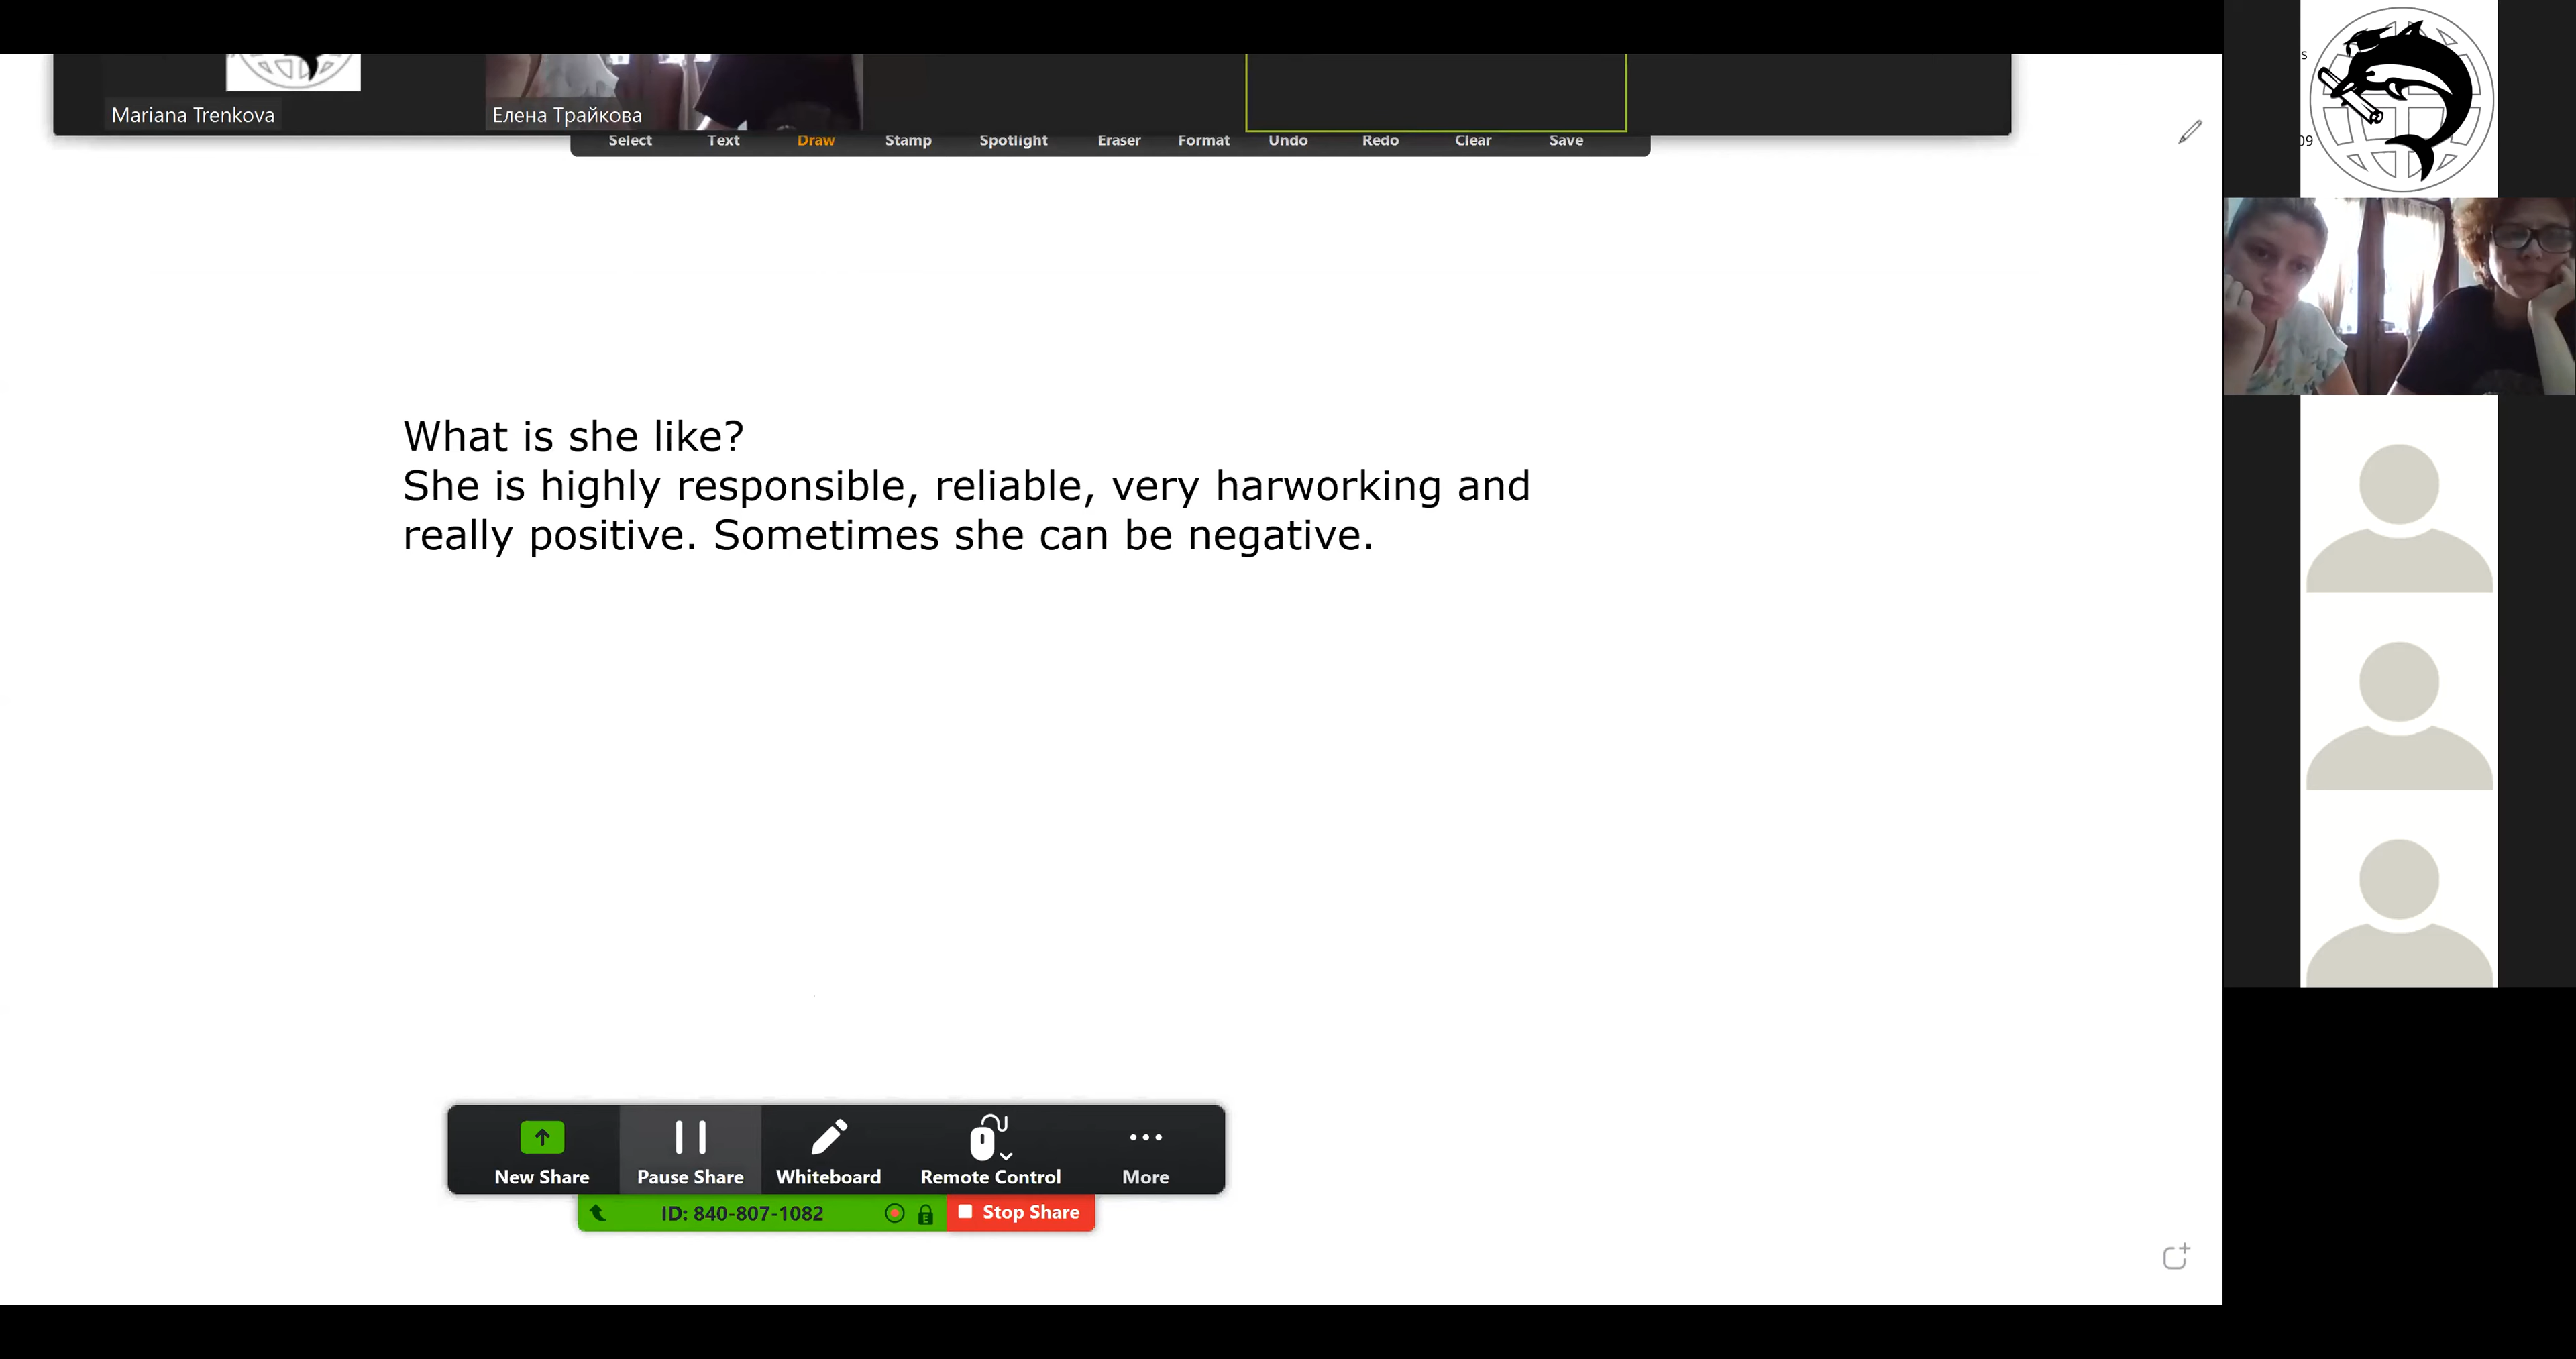 s
09
Mariana Trenkova
Елена Трайкова
Select Text Draw Stamp Spotlight Eraser Format Undo Redo Clear Save
What is she like?
She is highly responsible, reliable, very harworking and
really positive. Sometimes she can be negative.
New Share Pause Share Whiteboard Remote Control More
ID: 840-807-1082 Stop Share